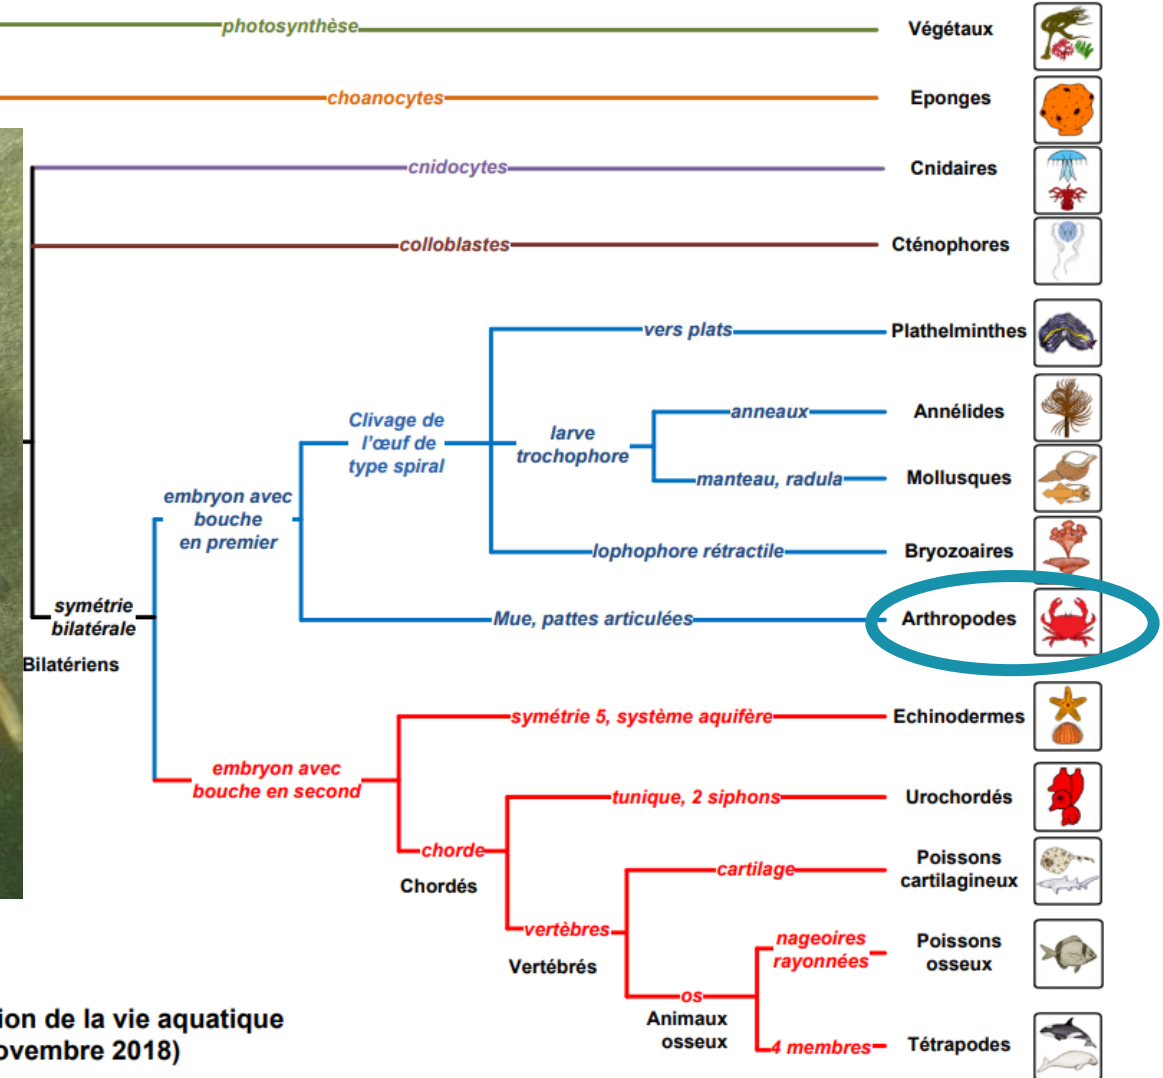 photosynthèse
Végétaux
choanocytes
Eponges
cnidocytes
Cnidaires
colloblastes
Cténophores
vers plats
Plathelminthes
Clivage de
l'œuf de
type spiral
larve
trochophore
anneaux
Annélides
manteau, radula
Mollusques
embryon avec
bouche
en premier
lophophore rétractile
Bryozoaires
symétrie
bilatérale
Bilatériens
Mue, pattes articulées
Arthropodes
symétrie 5, système aquifère
Echinodermes
embryon avec
bouche en second
tunique, 2 siphons
Urochordés
chorde
Chordés
cartilage
Poissons
cartilagineux
vertèbres
Vertébrés
nageoires
rayonnées
Poissons
osseux
os
Animaux
osseux
4 membres
Tétrapodes
ion de la vie aquatique
ovembre 2018)